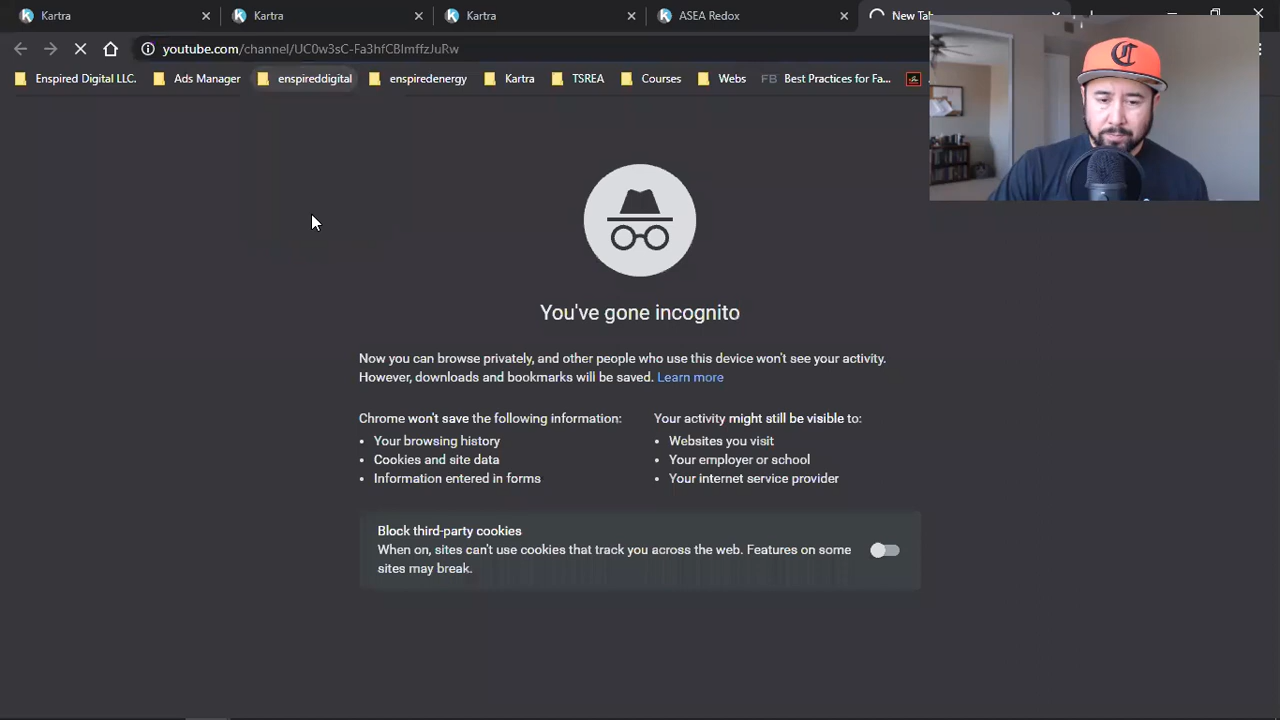 Kartra
Kartra
Kartra
ASEA Redox
New Tab
youtube.com/channel/UC0w3sC-Fa3hfCBlmffzJuRw
Enspired Digital LLC.
Ads Manager
enspireddigital
enspiredenergy
Kartra
TSREA
Courses
Webs
FB Best Practices for Fa...
You've gone incognito
Now you can browse privately, and other people who use this device won't see your activity.
However, downloads and bookmarks will be saved. Learn more
Chrome won't save the following information:
• Your browsing history
• Cookies and site data
• Information entered in forms
Your activity might still be visible to:
• Websites you visit
• Your employer or school
• Your internet service provider
Block third-party cookies
When on, sites can't use cookies that track you across the web. Features on some
sites may break.